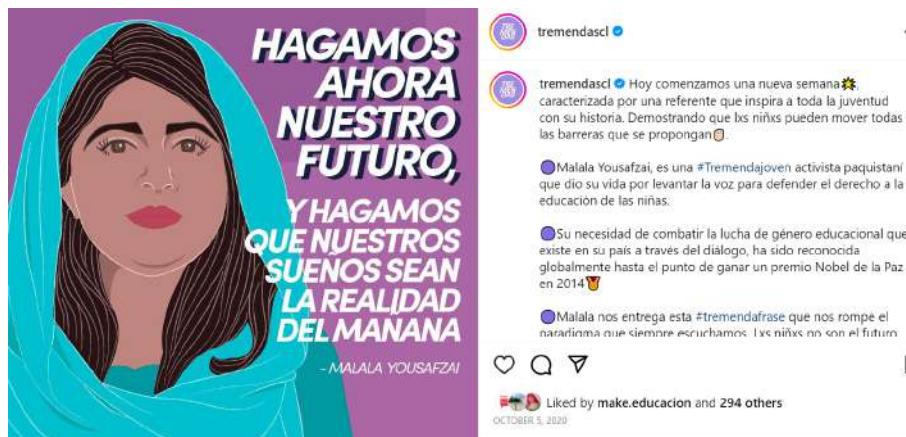 HAGAMOS
AHORA
NUESTRO
FUTURO,
Y HAGAMOS
QUE NUESTROS
SUEÑOS SEAN
LA REALIDAD
DEL MAÑANA
- MALALA YOUSAFZAI
tremendascl
tremendascl Hoy comenzamos una nueva semana💥,
caracterizada por una referente que inspira a toda la juventud
con su historia. Demostrando que lxs niñxs pueden mover todas
las barreras que se propongan✊🏼.
🟣Malala Yousafzai, es una #Tremendajoven activista paquistaní
que dio su vida por levantar la voz para defender el derecho a la
educación de las niñas.
🟣Su necesidad de combatir la lucha de género educacional que
existe en su país a través del diálogo, ha sido reconocida
globalmente hasta el punto de ganar un premio Nobel de la Paz
en 2014🏅
🟣Malala nos entrega esta #tremendafrase que nos rompe el
paradigma que siempre escuchamos. Lxs niñxs no son el futuro
Liked by make.educacion and 294 others
OCTOBER 5, 2020